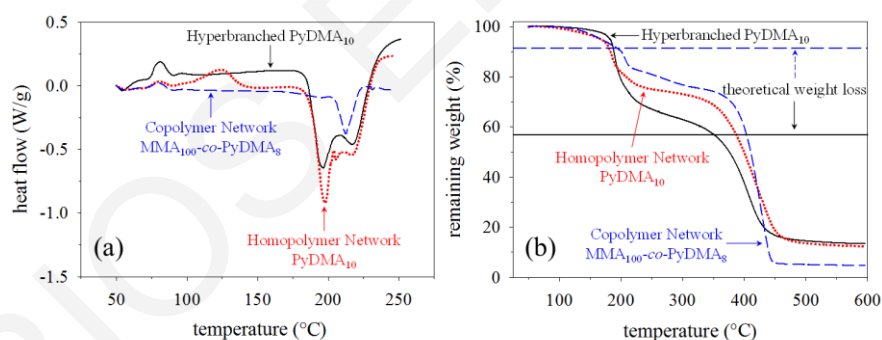 0.5
0.0
-0.5
-1.0
-1.5
heat flow (W/g)
Hyperbranched PyDMA₁₀
Copolymer Network
MMA₁₀₀-co-PyDMA₈
Homopolymer Network
PyDMA₁₀
(a)
50 100 150 200 250
temperature (°C)
100
80
60
40
20
0
remaining weight (%)
Hyperbranched PyDMA₁₀
theoretical weight loss
Homopolymer Network
PyDMA₁₀
Copolymer Network
MMA₁₀₀-co-PyDMA₈
(b)
100 200 300 400 500 600
temperature (°C)